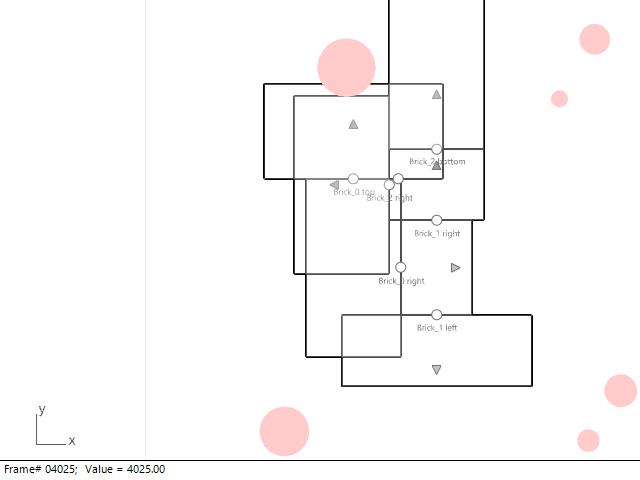 Brick_2 bottom
Brick_0 top
Brick_2 right
Brick_1 right
Brick_0 right
Brick_1 left
y
x
Frame# 04025; Value = 4025.00